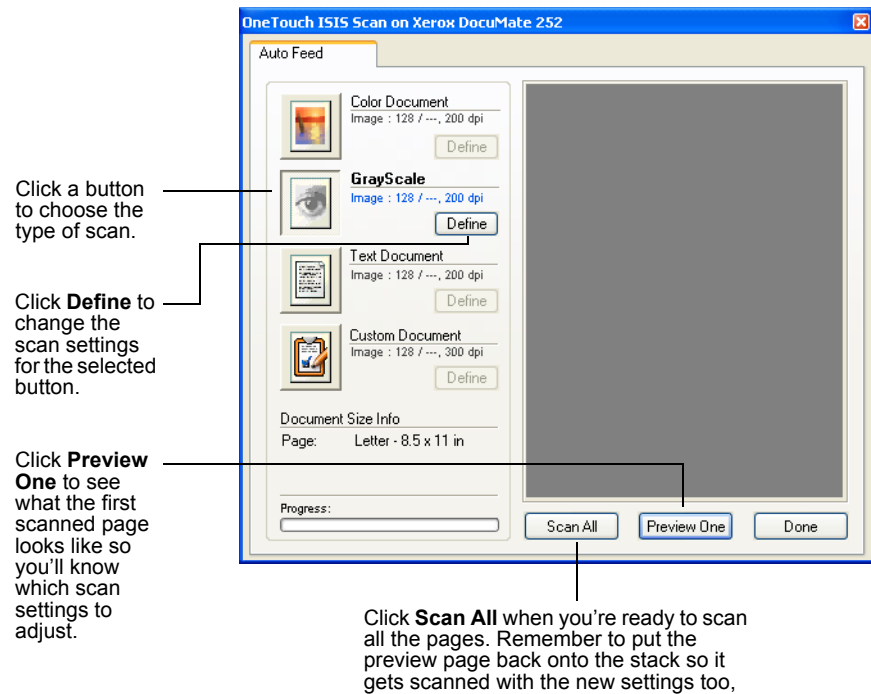 OneTouch ISIS Scan on Xerox DocuMate 252
Auto Feed
Color Document
Image : 128 / ---, 200 dpi
Define
GrayScale
Image : 128 / ---, 200 dpi
Define
Text Document
Image : 128 / ---, 200 dpi
Define
Custom Document
Image : 128 / ---, 300 dpi
Define
Document Size Info
Page: Letter - 8.5 x 11 in
Progress:
Scan All
Preview One
Done
Click a button
to choose the
type of scan.
Click Define to
change the
scan settings
for the selected
button.
Click Preview
One to see
what the first
scanned page
looks like so
you'll know
which scan
settings to
adjust.
Click Scan All when you're ready to scan
all the pages. Remember to put the
preview page back onto the stack so it
gets scanned with the new settings too,